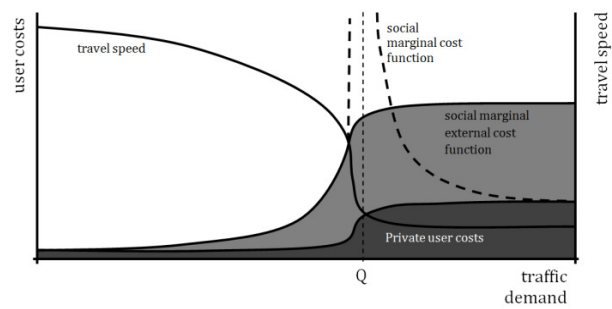 user costs
travel speed
social
marginal cost
function
travel speed
social marginal
external cost
function
Private user costs
Q
traffic
demand